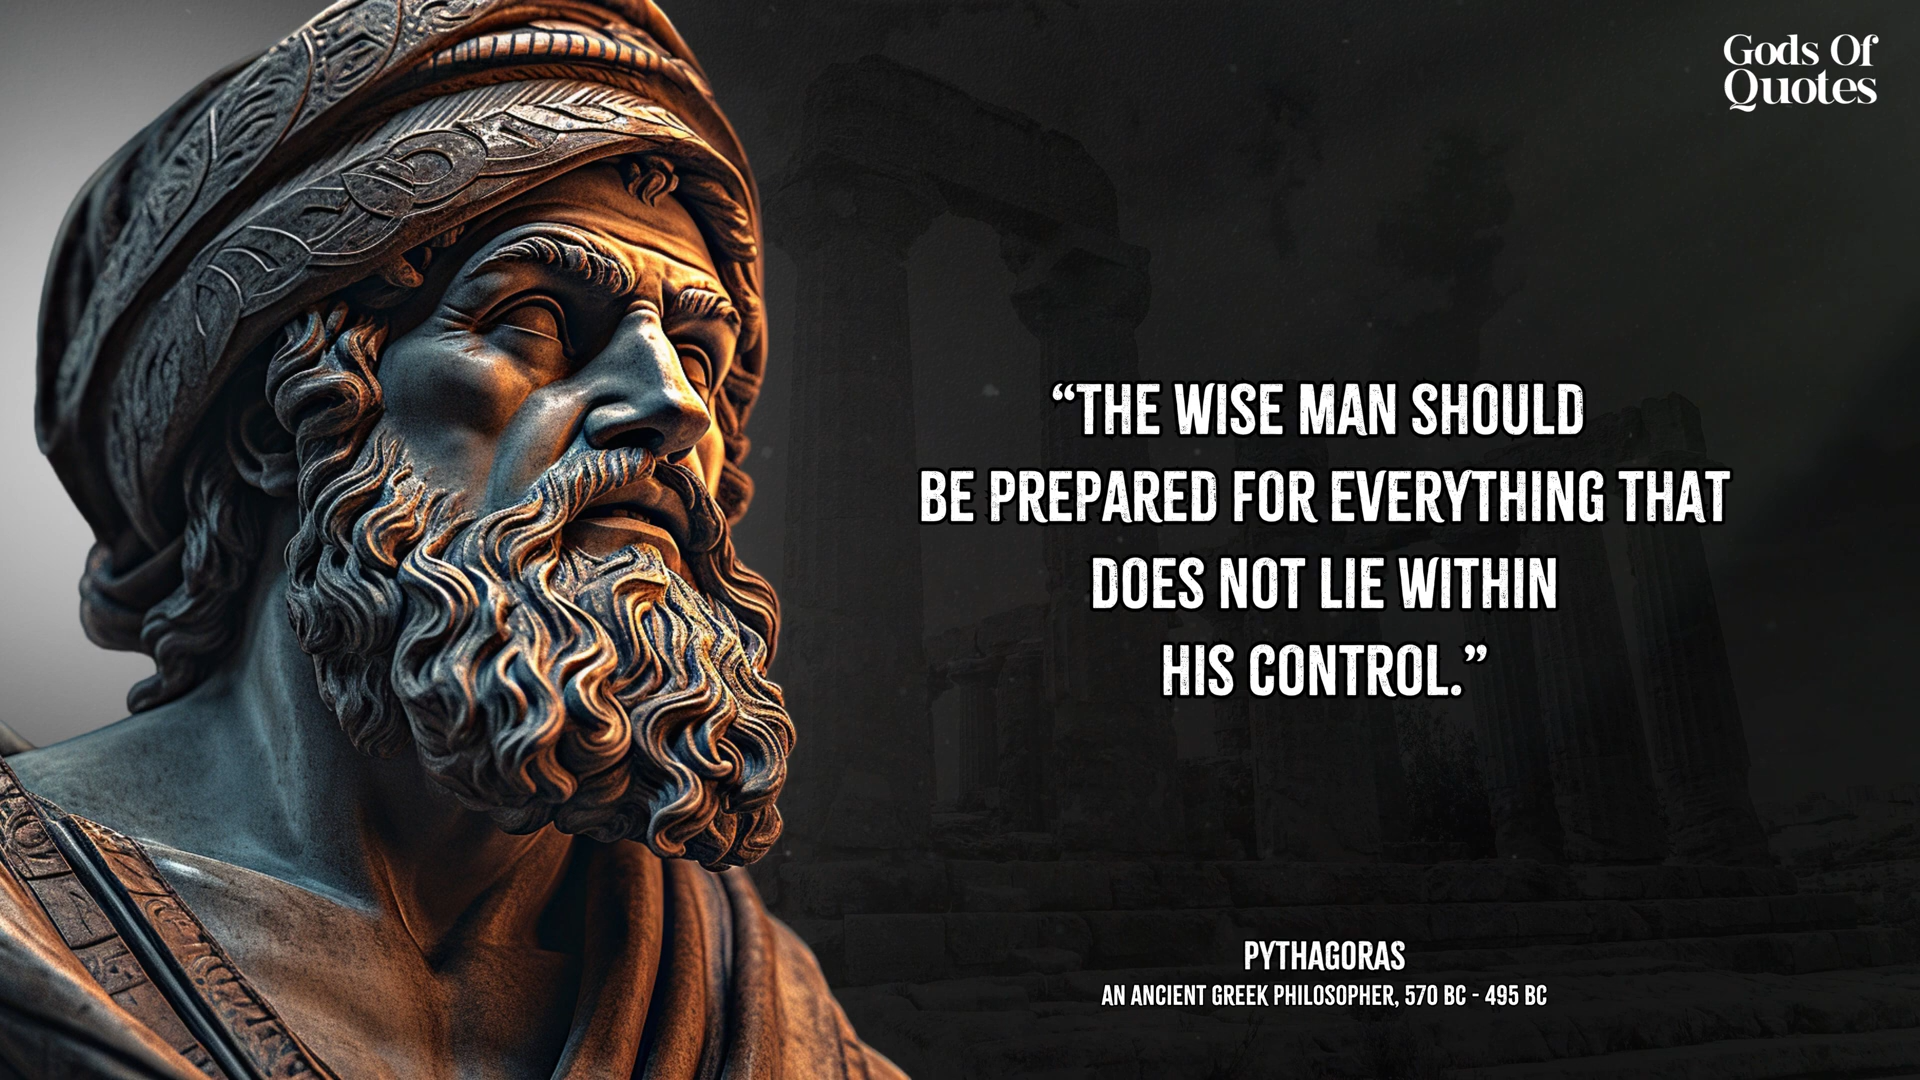 Gods Of
Quotes
“THE WISE MAN SHOULD
BE PREPARED FOR EVERYTHING THAT
DOES NOT LIE WITHIN
HIS CONTROL.”
PYTHAGORAS
AN ANCIENT GREEK PHILOSOPHER, 570 BC - 495 BC